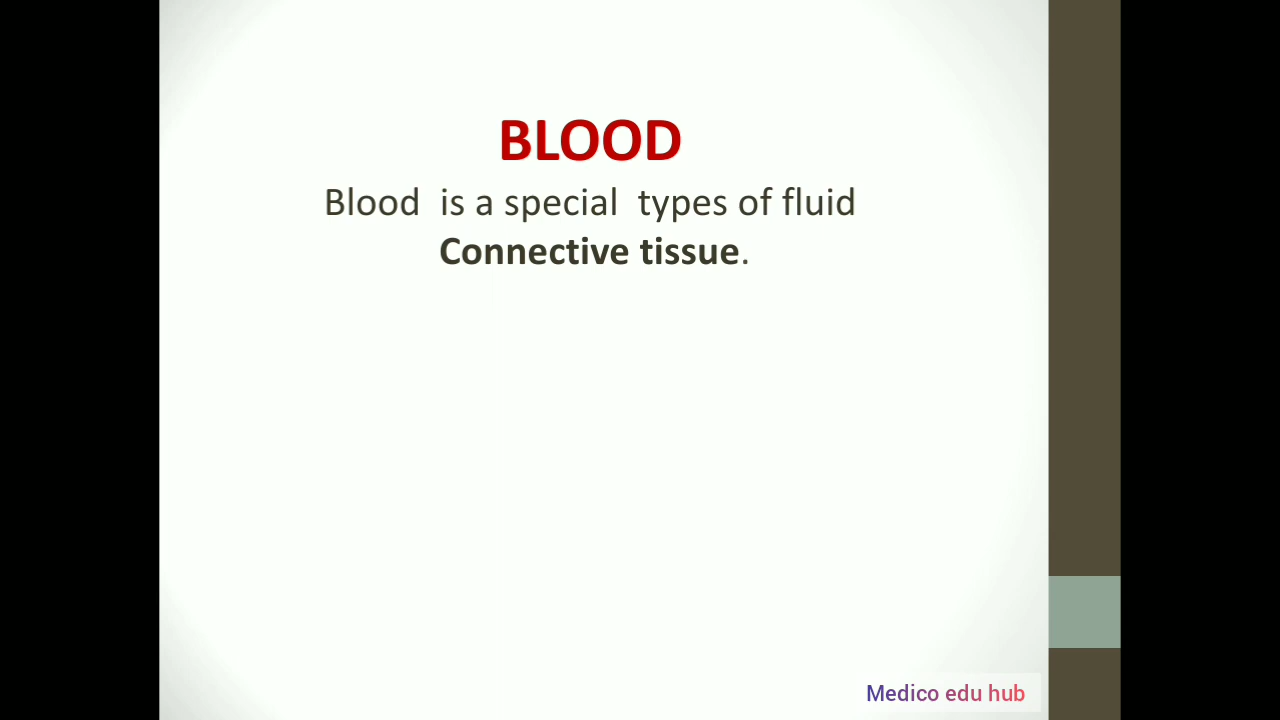 BLOOD
Blood is a special types of fluid
Connective tissue.
Medico edu hub